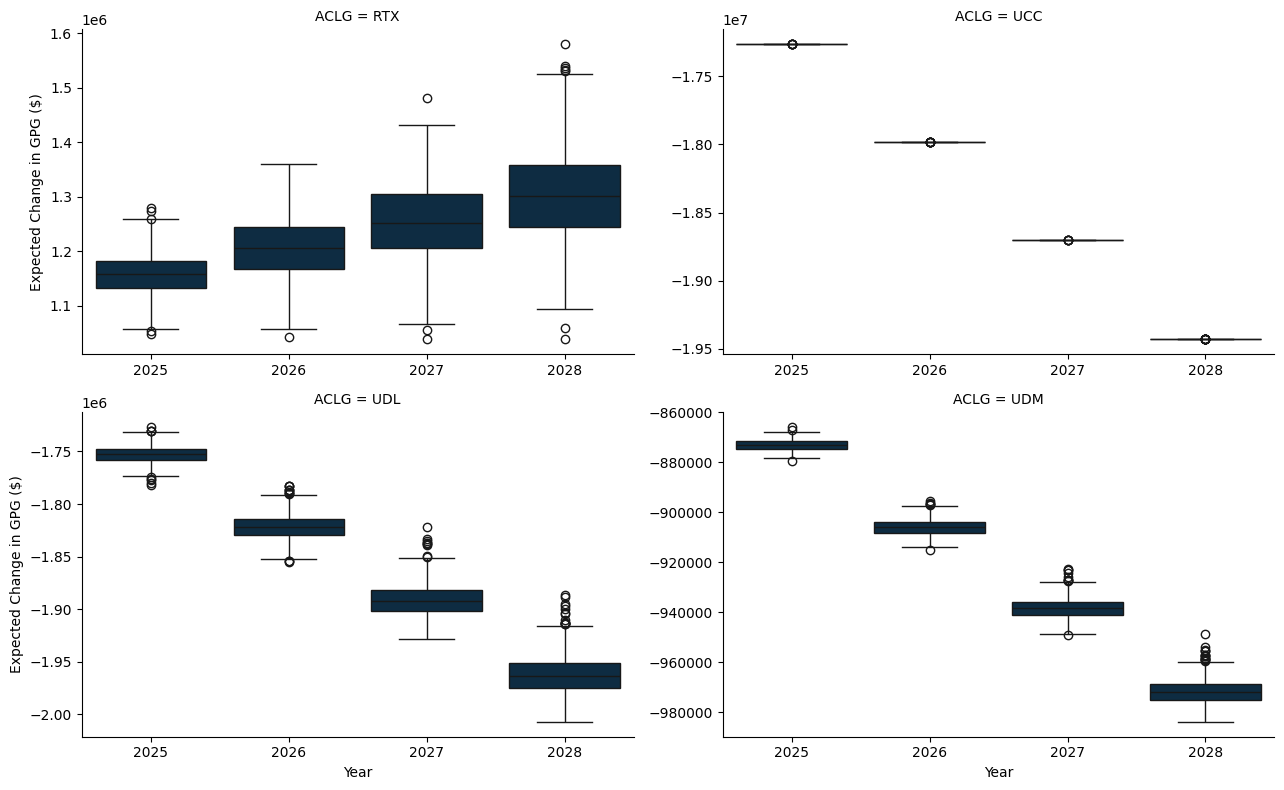 ACLG = RTX
1e6
Expected Change in GPG ($)
1.6
1.5
1.4
1.3
1.2
1.1
2025 2026 2027 2028
ACLG = UCC
1e7
−1.75
−1.80
−1.85
−1.90
−1.95
2025 2026 2027 2028
ACLG = UDL
1e6
Expected Change in GPG ($)
−1.75
−1.80
−1.85
−1.90
−1.95
−2.00
2025 2026 2027 2028
Year
ACLG = UDM
−860000
−880000
−900000
−920000
−940000
−960000
−980000
2025 2026 2027 2028
Year